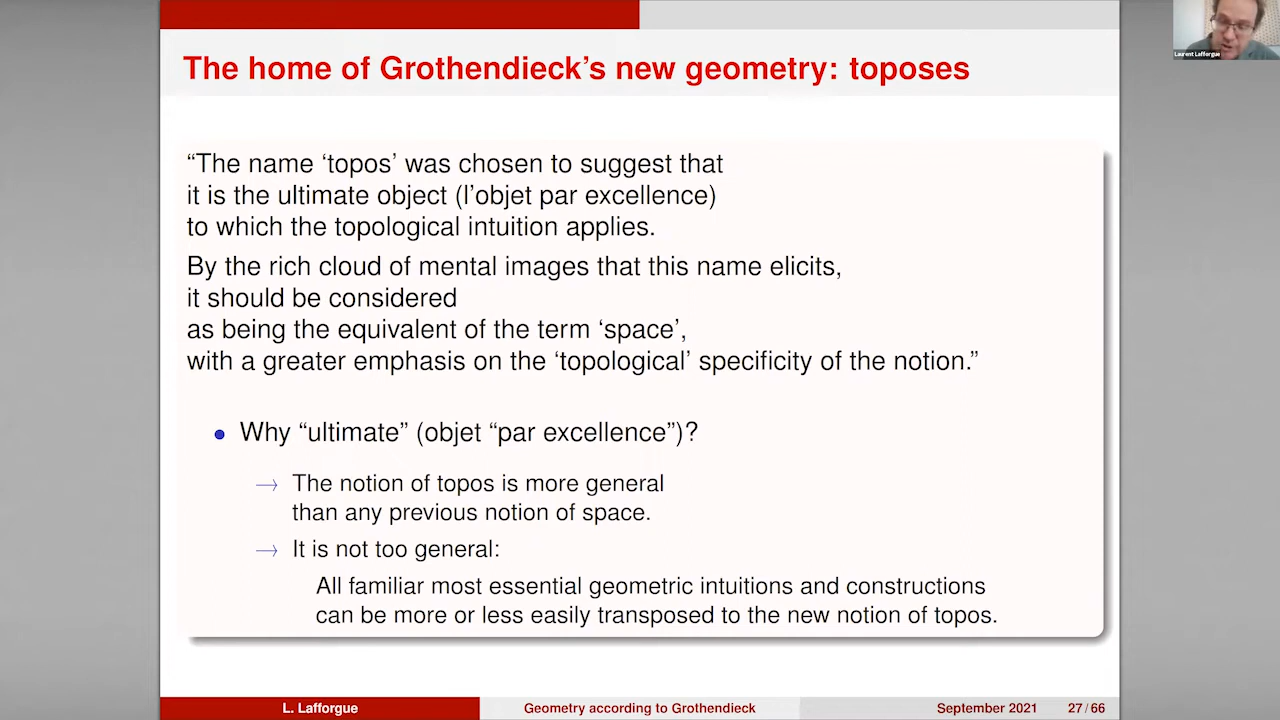 Laurent Lafforgue
The home of Grothendieck's new geometry: toposes
“The name ‘topos’ was chosen to suggest that
it is the ultimate object (l’objet par excellence)
to which the topological intuition applies.
By the rich cloud of mental images that this name elicits,
it should be considered
as being the equivalent of the term ‘space’,
with a greater emphasis on the ‘topological’ specificity of the notion.”
• Why “ultimate” (objet “par excellence”)?
→ The notion of topos is more general
than any previous notion of space.
→ It is not too general:
All familiar most essential geometric intuitions and constructions
can be more or less easily transposed to the new notion of topos.
L. Lafforgue Geometry according to Grothendieck September 2021 27 / 66